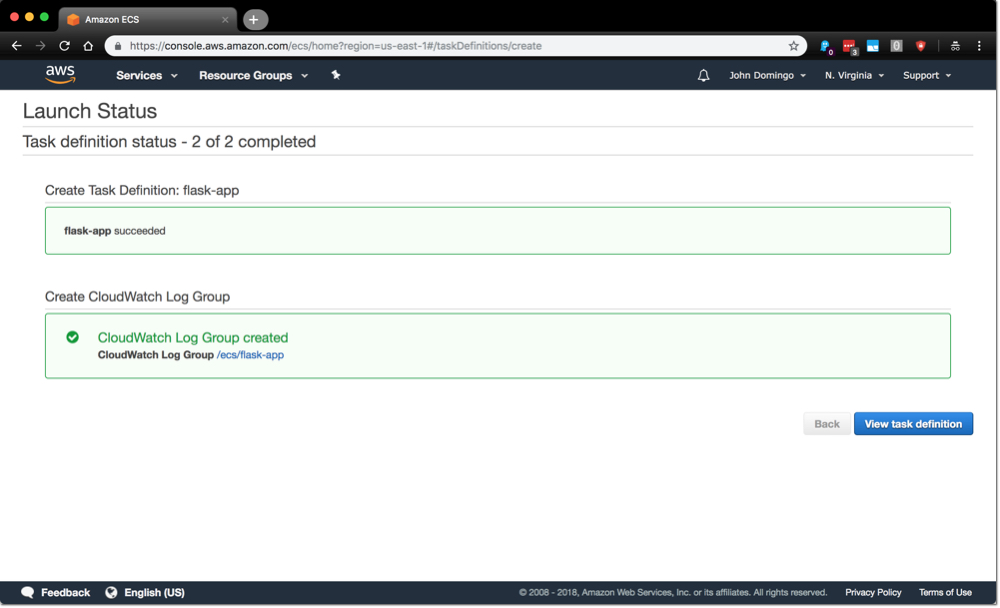 Amazon ECS
https://console.aws.amazon.com/ecs/home?region=us-east-1#/taskDefinitions/create
0
3
0
aws
Services
Resource Groups
John Domingo
N. Virginia
Support
Launch Status
Task definition status - 2 of 2 completed
Create Task Definition: flask-app
flask-app succeeded
Create CloudWatch Log Group
CloudWatch Log Group created
CloudWatch Log Group /ecs/flask-app
Back
View task definition
Feedback
English (US)
© 2008 - 2018, Amazon Web Services, Inc. or its affiliates. All rights reserved.
Privacy Policy
Terms of Use